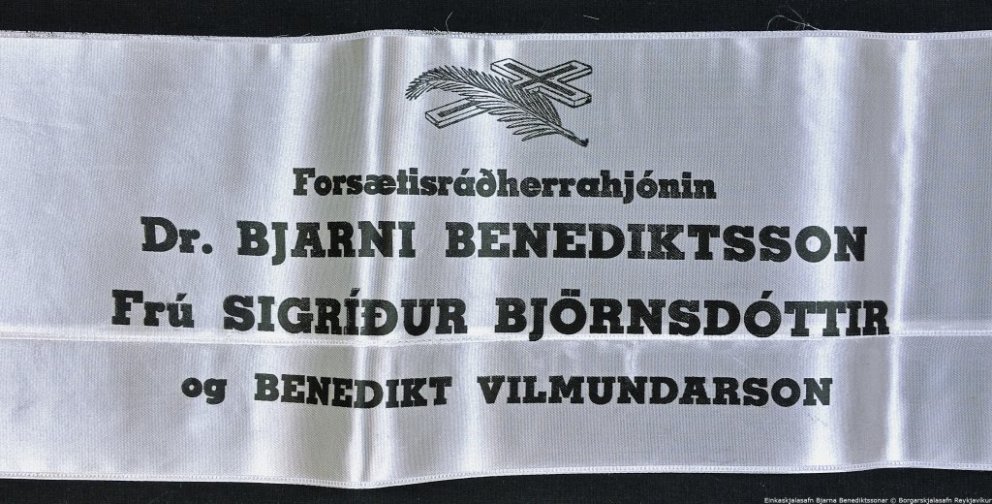 Forsætisráðherrahjónin
Dr. BJARNI BENEDIKTSSON
Frú SIGRÍÐUR BJÖRNSDÓTTIR
og BENEDIKT VILMUNDARSON
Einkaskjalasafn Bjarna Benediktssonar © Borgarskjalasafn Reykjavíkur